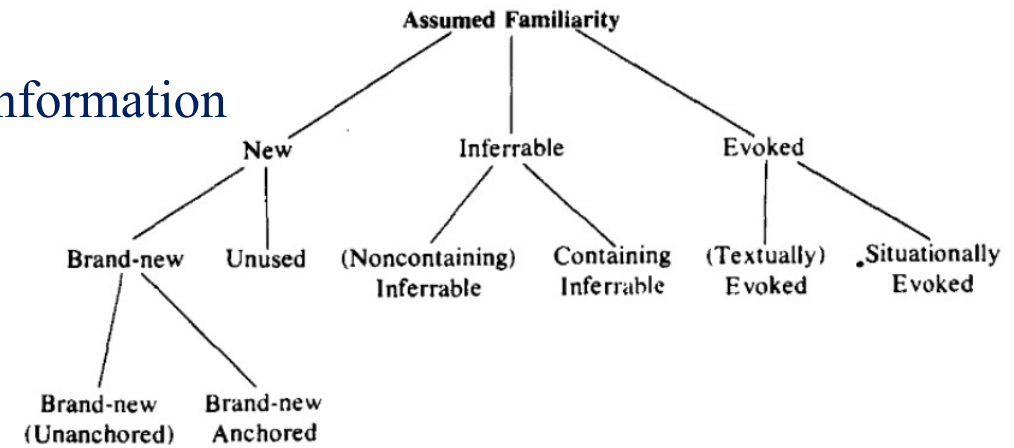 Assumed Familiarity
nformation
New Inferrable Evoked
Brand-new Unused (Noncontaining) Containing (Textually) Situationally
Inferrable Inferrable Evoked Evoked
Brand-new Brand-new
(Unanchored) Anchored